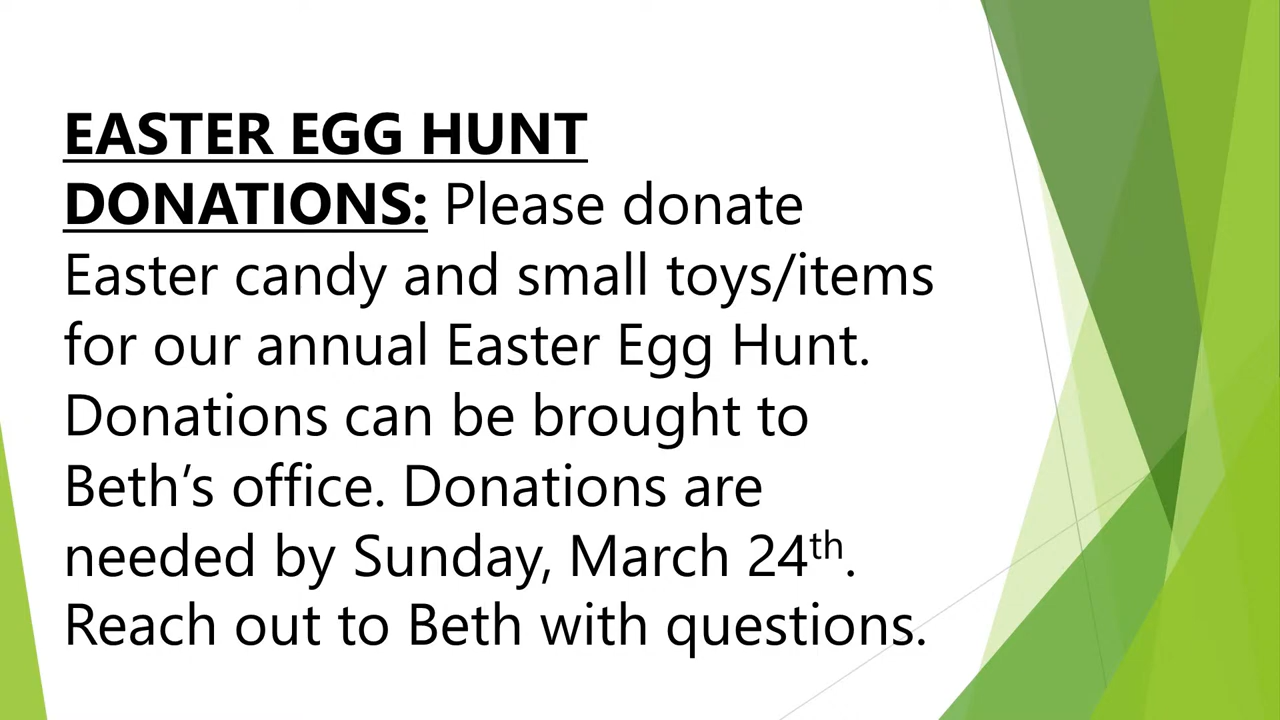 EASTER EGG HUNT
DONATIONS: Please donate
Easter candy and small toys/items
for our annual Easter Egg Hunt.
Donations can be brought to
Beth’s office. Donations are
needed by Sunday, March 24th.
Reach out to Beth with questions.